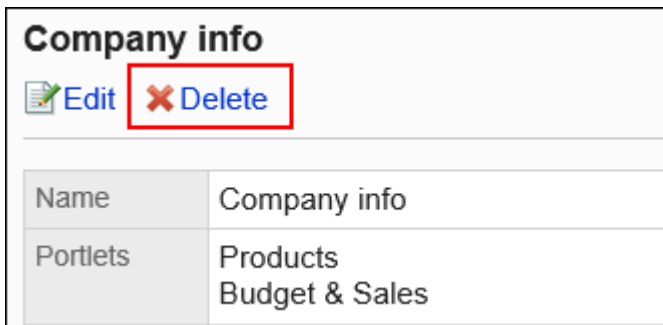 Company info
Edit Delete
Name Company info
Portlets Products
Budget & Sales